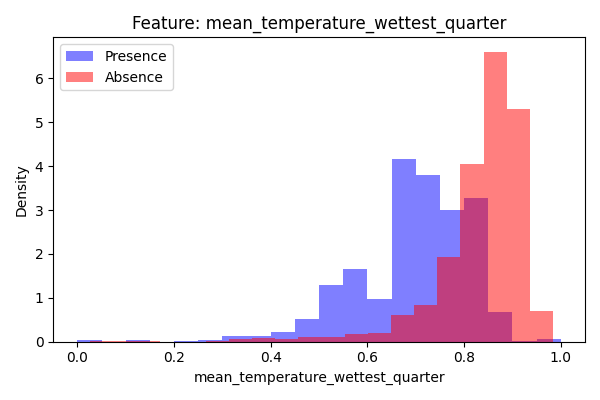 Feature: mean_temperature_wettest_quarter
Presence
Absence
Density
6
5
4
3
2
1
0
0.0 0.2 0.4 0.6 0.8 1.0
mean_temperature_wettest_quarter